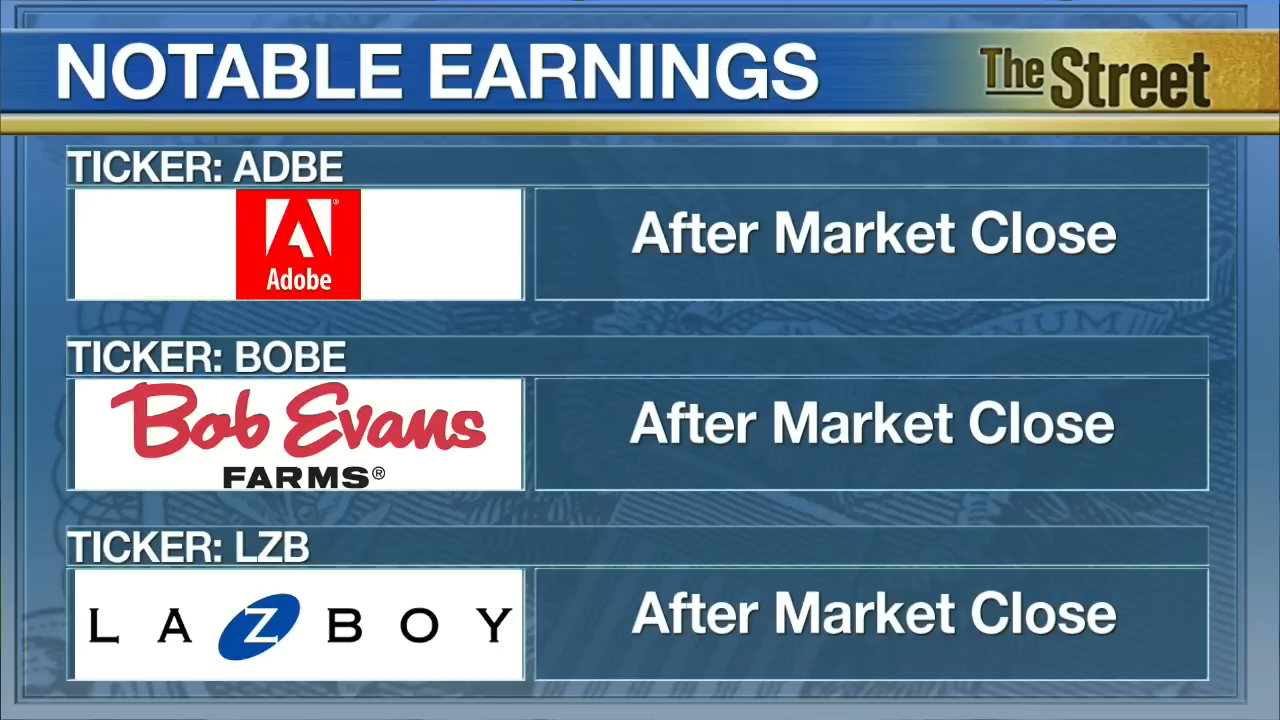 NOTABLE EARNINGS
The Street
TICKER: ADBE
Adobe®
After Market Close
TICKER: BOBE
Bob Evans
FARMS®
After Market Close
TICKER: LZB
LA Z BOY
After Market Close
NUM